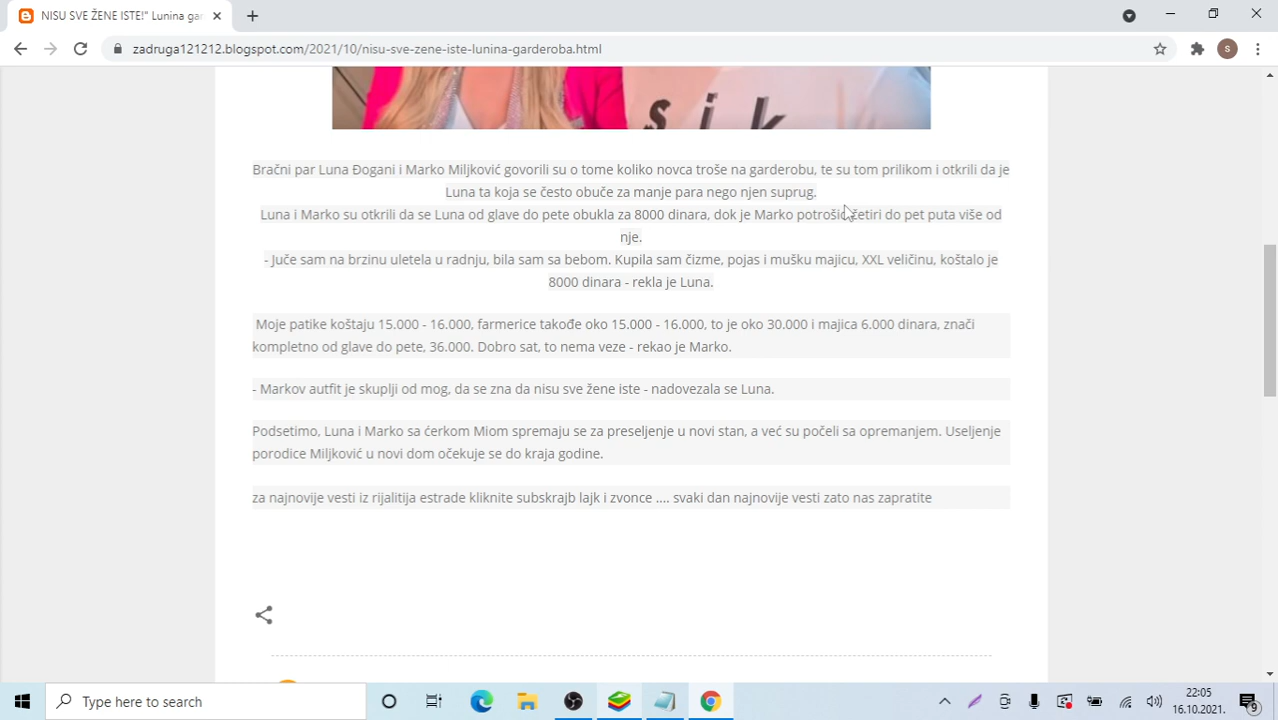 NISU SVE ŽENE ISTE!" Lunina ga
zadruga121212.blogspot.com/2021/10/nisu-sve-zene-iste-lunina-garderoba.html
S
s i k
Bračni par Luna Đogani i Marko Miljković govorili su o tome koliko novca troše na garderobu, te su tom prilikom i otkrili da je
Luna ta koja se često obuče za manje para nego njen suprug.
Luna i Marko su otkrili da se Luna od glave do pete obukla za 8000 dinara, dok je Marko potrošio četiri do pet puta više od
nje.
- Juče sam na brzinu uletela u radnju, bila sam sa bebom. Kupila sam čizme, pojas i mušku majicu, XXL veličinu, koštalo je
8000 dinara - rekla je Luna.
Moje patike koštaju 15.000 - 16.000, farmerice takođe oko 15.000 - 16.000, to je oko 30.000 i majica 6.000 dinara, znači
kompletno od glave do pete, 36.000. Dobro sat, to nema veze - rekao je Marko.
- Markov autfit je skuplji od mog, da se zna da nisu sve žene iste - nadovezala se Luna.
Podsetimo, Luna i Marko sa ćerkom Miom spremaju se za preseljenje u novi stan, a već su počeli sa opremanjem. Useljenje
porodice Miljković u novi dom očekuje se do kraja godine.
za najnovije vesti iz rijalitija estrade kliknite subskrajb lajk i zvonce .... svaki dan najnovije vesti zato nas zapratite
Type here to search
22:05
16.10.2021.
9